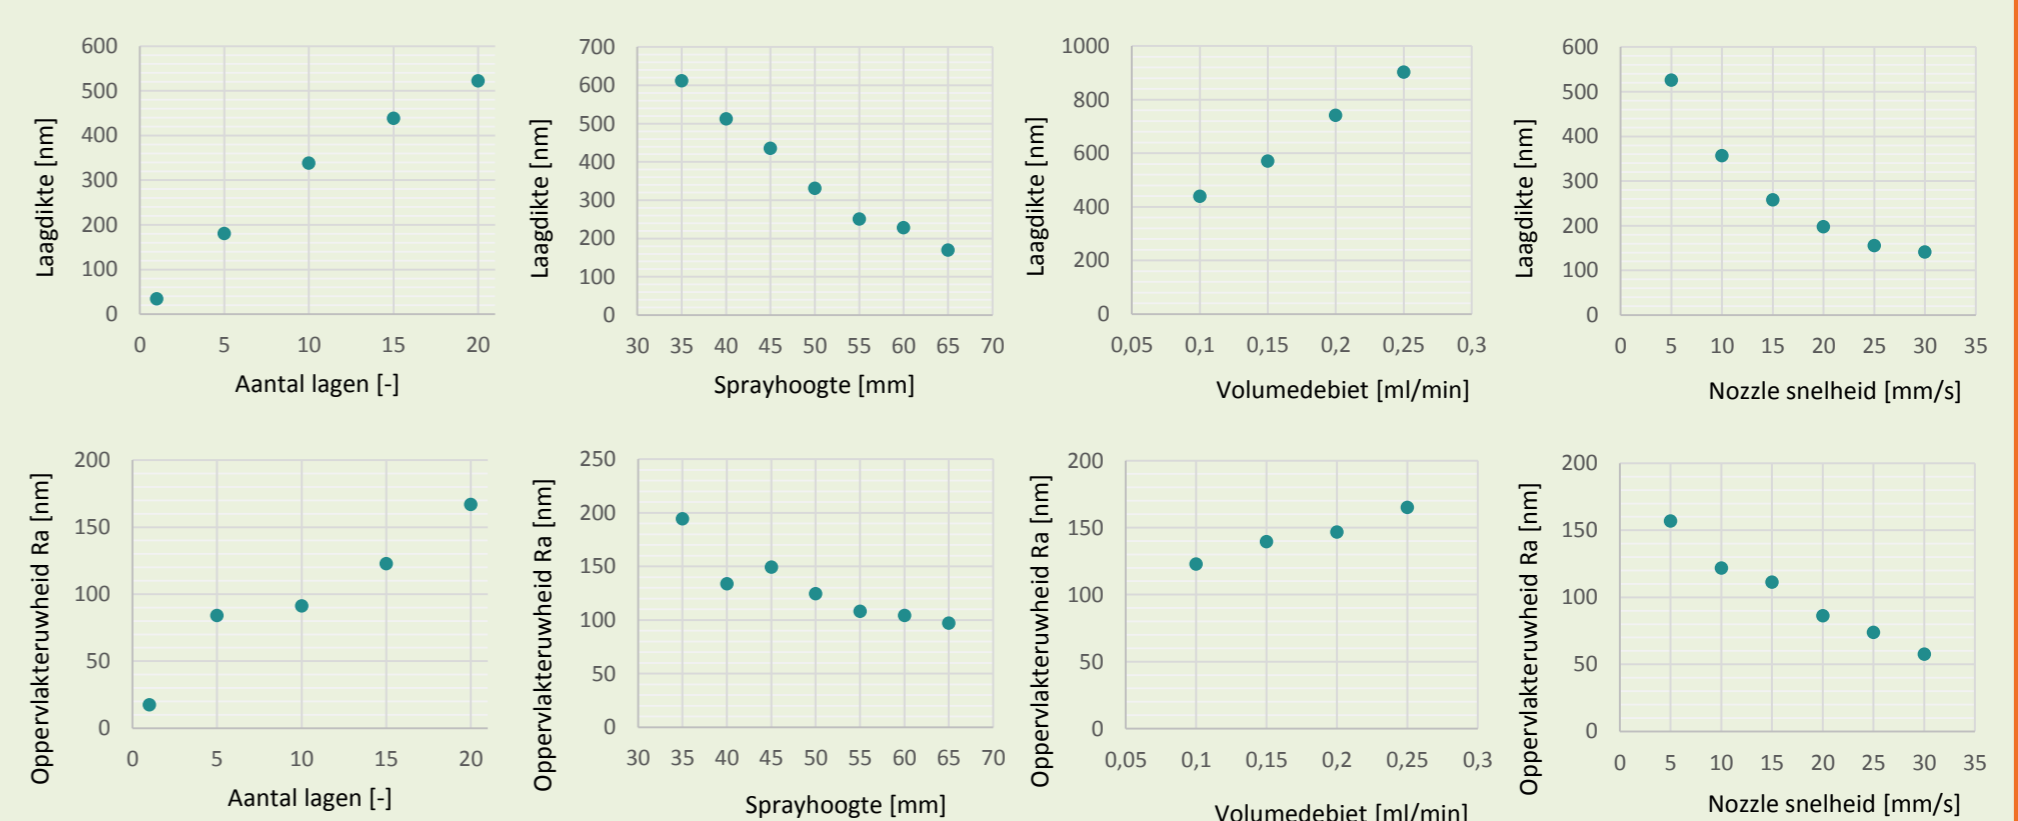 Laagdikte [nm]
600
500
400
300
200
100
0
0 5 10 15 20
Aantal lagen [-]
Laagdikte [nm]
700
600
500
400
300
200
100
0
30 35 40 45 50 55 60 65 70
Sprayhoogte [mm]
Laagdikte [nm]
1000
800
600
400
200
0
0,05 0,1 0,15 0,2 0,25 0,3
Volumedebiet [ml/min]
Laagdikte [nm]
600
500
400
300
200
100
0
0 5 10 15 20 25 30 35
Nozzle snelheid [mm/s]
Oppervlakteruwheid Ra [nm]
200
150
100
50
0
0 5 10 15 20
Aantal lagen [-]
Oppervlakteruwheid Ra [nm]
250
200
150
100
50
0
30 35 40 45 50 55 60 65 70
Sprayhoogte [mm]
Oppervlakteruwheid Ra [nm]
200
150
100
50
0
0,05 0,1 0,15 0,2 0,25 0,3
Volumedebiet [ml/min]
Oppervlakteruwheid Ra [nm]
200
150
100
50
0
0 5 10 15 20 25 30 35
Nozzle snelheid [mm/s]